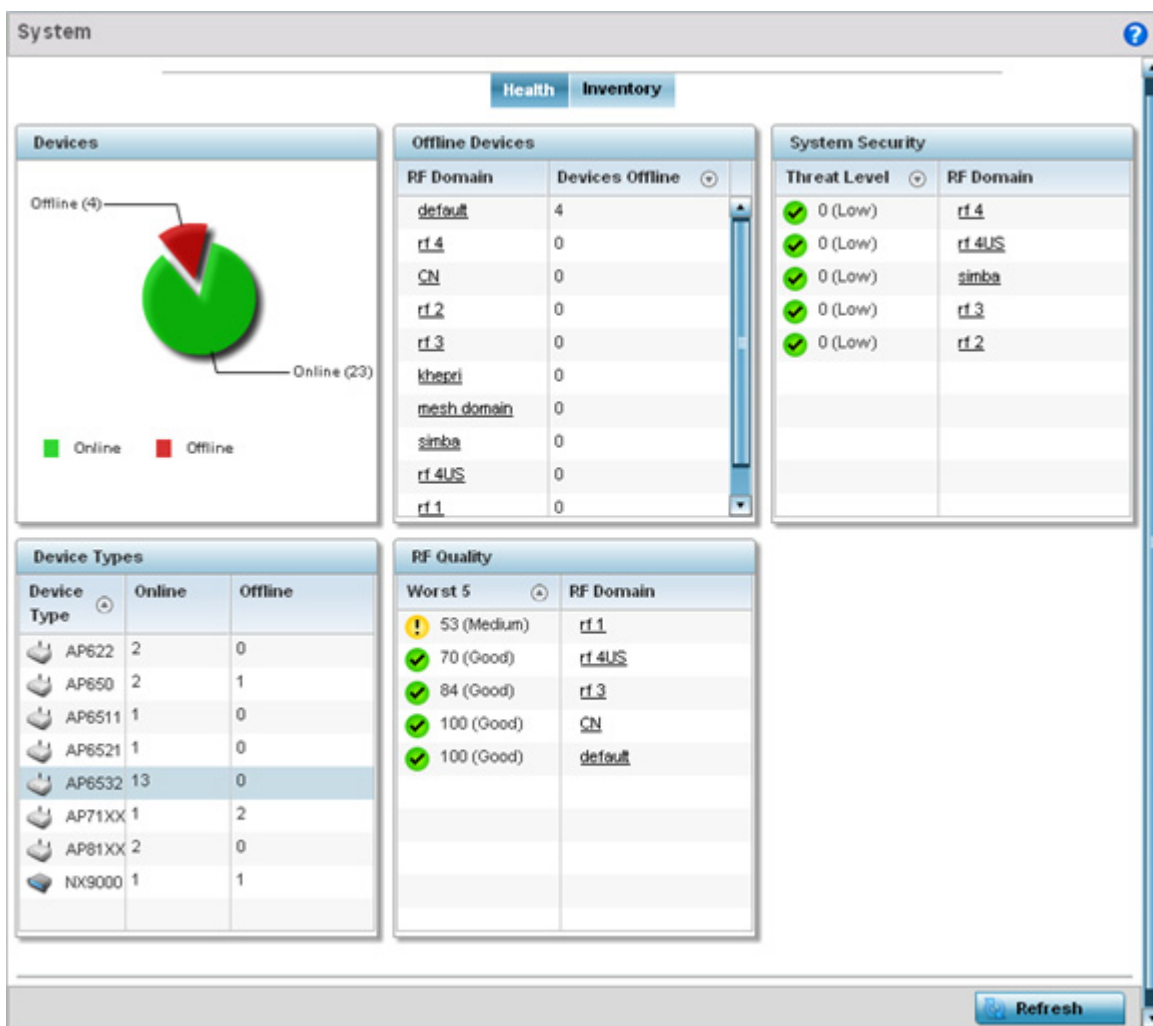 System
Health Inventory
Devices
Offline (4)
Online (23)
Online Offline
Offline Devices
RF Domain Devices Offline
default 4
rf 4 0
CN 0
rf 2 0
rf 3 0
khepri 0
mesh domain 0
simba 0
rf 4US 0
rf 1 0
System Security
Threat Level RF Domain
0 (Low) rf 4
0 (Low) rf 4US
0 (Low) simba
0 (Low) rf 3
0 (Low) rf 2
Device Types
Device Type Online Offline
AP622 2 0
AP650 2 1
AP6511 1 0
AP6521 1 0
AP6532 13 0
AP71XX 1 2
AP81XX 2 0
NX9000 1 1
RF Quality
Worst 5 RF Domain
53 (Medium) rf 1
70 (Good) rf 4US
84 (Good) rf 3
100 (Good) CN
100 (Good) default
Refresh